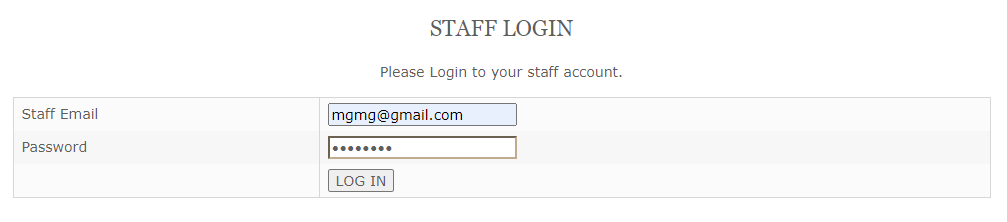 STAFF LOGIN
Please Login to your staff account.
Staff Email mgmg@gmail.com
Password ••••••••
LOG IN